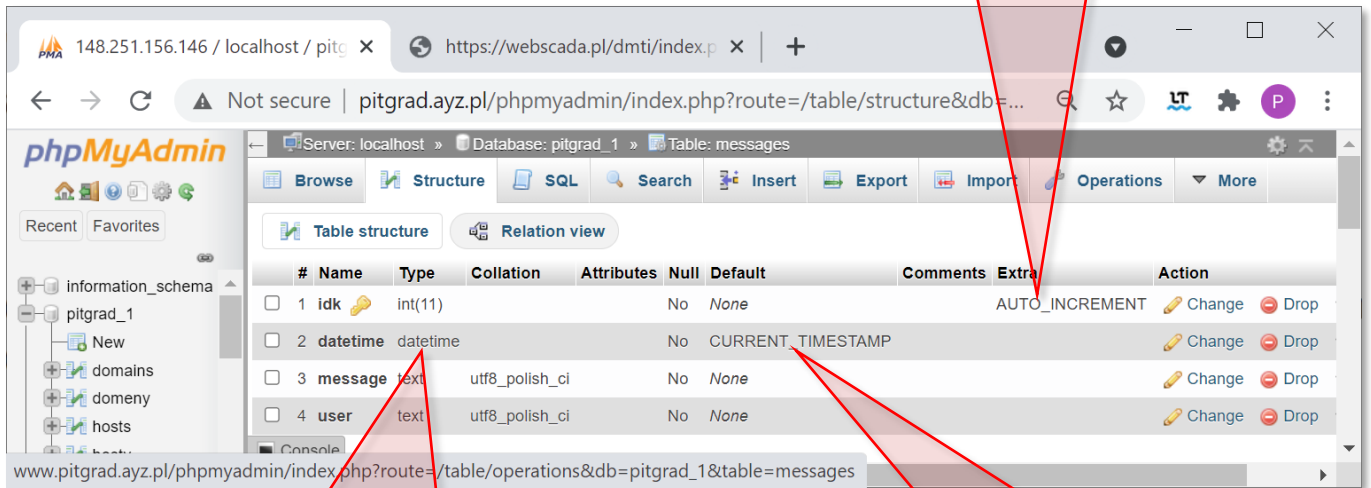 PMA 148.251.156.146 / localhost / pitg https://webscada.pl/dmti/index.p
Not secure pitgrad.ayz.pl/phpmyadmin/index.php?route=/table/structure&db=... LT P
phpMyAdmin
Recent Favorites
information_schema
pitgrad_1
New
domains
domeny
hosts
Server: localhost » Database: pitgrad_1 » Table: messages
Browse Structure SQL Search Insert Export Import Operations More
Table structure Relation view
# Name Type Collation Attributes Null Default Comments Extra Action
1 idk int(11) No None AUTO_INCREMENT Change Drop
2 datetime datetime No CURRENT_TIMESTAMP Change Drop
3 message text utf8_polish_ci No None Change Drop
4 user text utf8_polish_ci No None Change Drop
Console
www.pitgrad.ayz.pl/phpmyadmin/index.php?route=/table/operations&db=pitgrad_1&table=messages